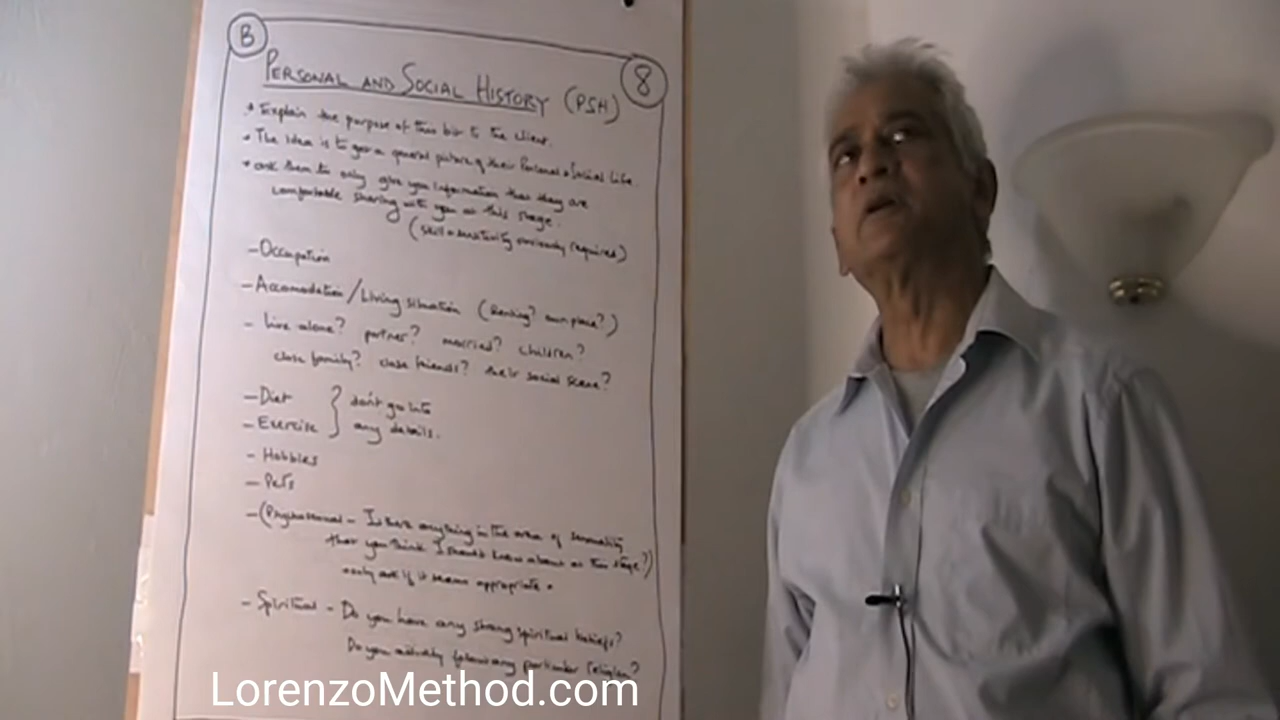 B
8
PERSONAL AND SOCIAL HISTORY (PSH)
* Explain the purpose of this bit to the client.
* The idea is to get a general picture of their Personal & Social Life.
* ask them to only give you information that they are
comfortable sharing with you at this stage.
(skill & sensitivity obviously required)
- Occupation
- Accomodation / Living situation (Renting? own place?)
- Live alone? partner? married? children?
close family? close friends? their social scene?
- Diet } don't go into
- Exercise } any details.
- Hobbies
- Pets
- (Psychosexual - Is there anything in the area of sexuality
that you think I should know about at this stage?)
* only ask if it seems appropriate *
- Spiritual - Do you have any strong spiritual beliefs?
Do you actively follow any particular religion?
LorenzoMethod.com